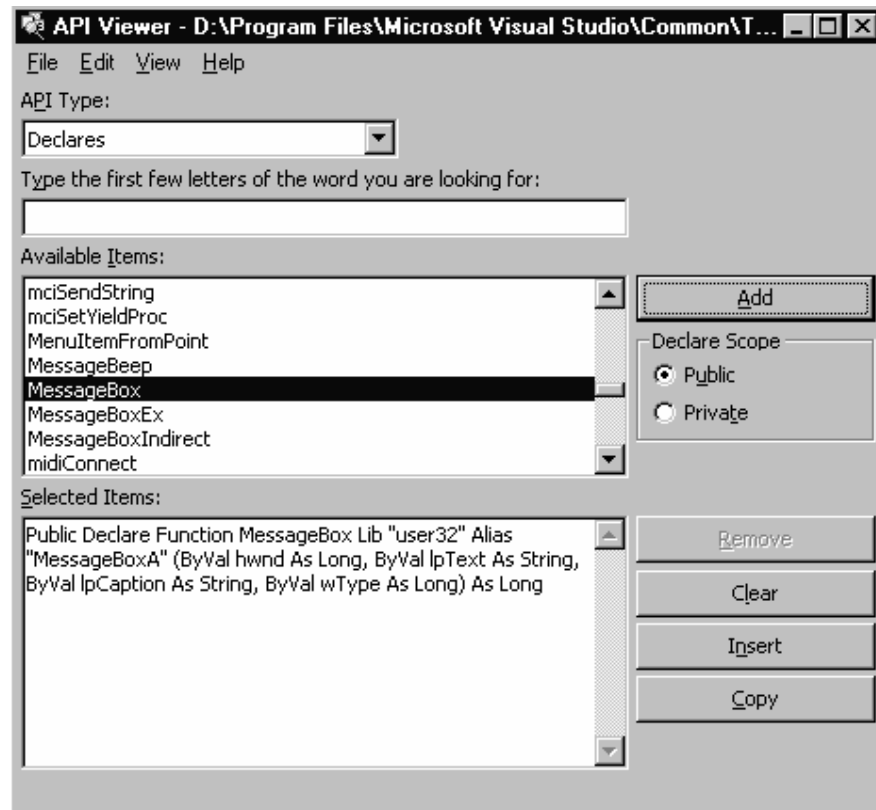 API Viewer - D:\Program Files\Microsoft Visual Studio\Common\T...
File Edit View Help
API Type:
Declares
Type the first few letters of the word you are looking for:
Available Items:
mciSendString
mciSetYieldProc
MenuItemFromPoint
MessageBeep
MessageBox
MessageBoxEx
MessageBoxIndirect
midiConnect
Add
Declare Scope
Public
Private
Selected Items:
Public Declare Function MessageBox Lib "user32" Alias
"MessageBoxA" (ByVal hwnd As Long, ByVal lpText As String,
ByVal lpCaption As String, ByVal wType As Long) As Long
Remove
Clear
Insert
Copy